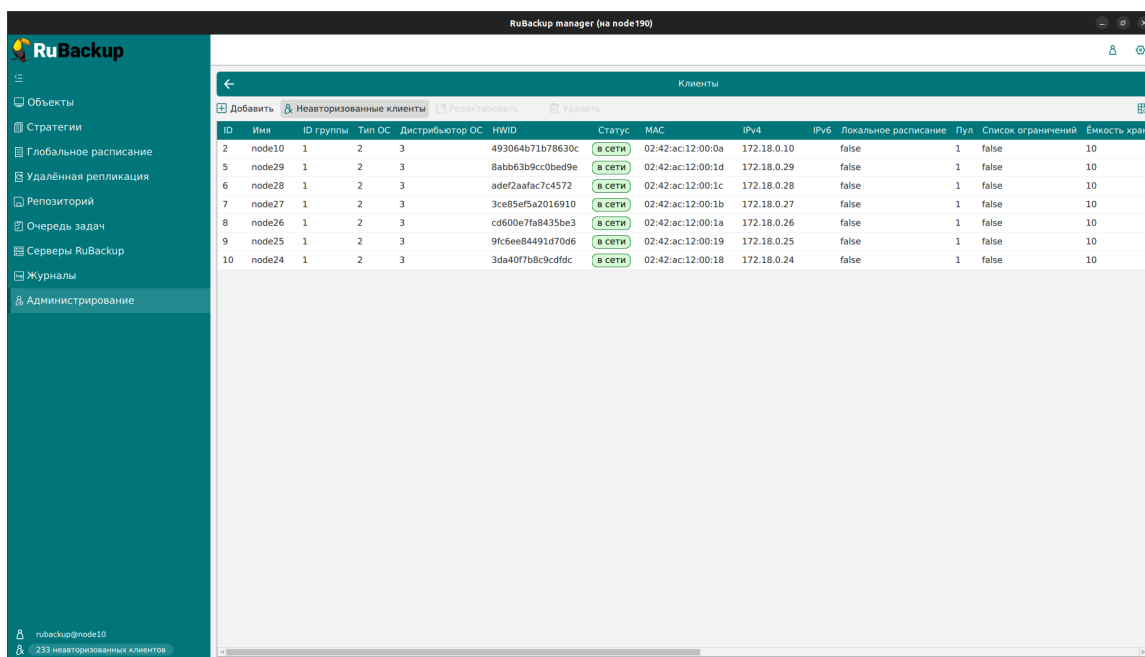 RuBackup manager (на node190)
RuBackup
Клиенты
Объекты
Стратегии
Глобальное расписание
Удалённая репликация
Репозиторий
Очередь задач
Серверы RuBackup
Журналы
Администрирование
Добавить Неавторизованные клиенты Редактировать Удалить
ID Имя ID группы Тип ОС Дистрибьютор ОС HWID Статус MAC IPv4 IPv6 Локальное расписание Пул Список ограничений Ёмкость хран
2 node10 1 2 3 493064b71b78630c в сети 02:42:ac:12:00:0a 172.18.0.10 false 1 false 10
5 node29 1 2 3 8abb63b9cc0bed9e в сети 02:42:ac:12:00:1d 172.18.0.29 false 1 false 10
6 node28 1 2 3 adef2aafac7c4572 в сети 02:42:ac:12:00:1c 172.18.0.28 false 1 false 10
7 node27 1 2 3 3ce85ef5a2016910 в сети 02:42:ac:12:00:1b 172.18.0.27 false 1 false 10
8 node26 1 2 3 cd600e7fa8435be3 в сети 02:42:ac:12:00:1a 172.18.0.26 false 1 false 10
9 node25 1 2 3 9fc6ee84491d70d6 в сети 02:42:ac:12:00:19 172.18.0.25 false 1 false 10
10 node24 1 2 3 3da40f7b8c9cdfdc в сети 02:42:ac:12:00:18 172.18.0.24 false 1 false 10
rubackup@node10
233 неавторизованных клиентов